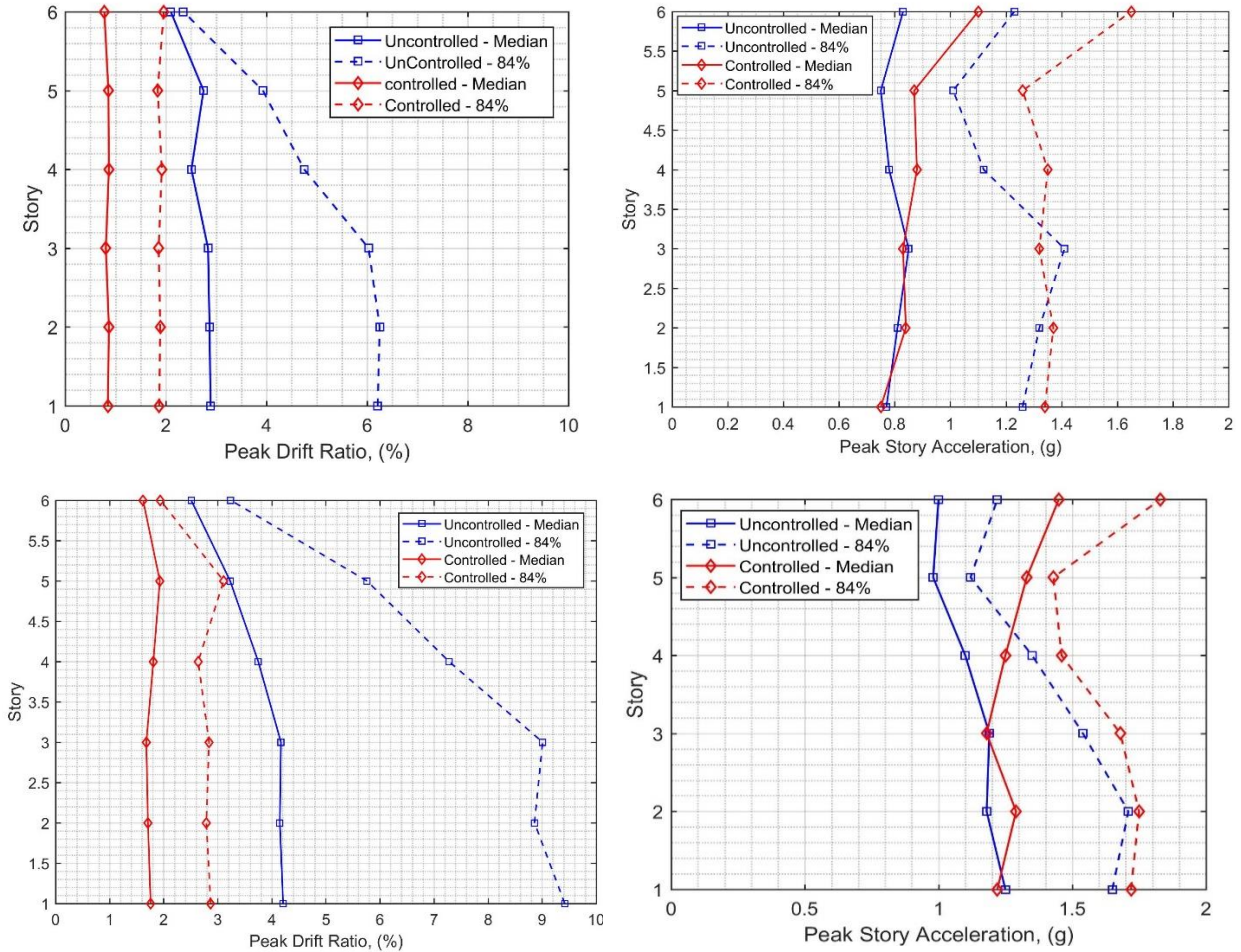 6
5
4
3
2
1
Story
0
2
4
6
8
10
Peak Drift Ratio, (%)
Uncontrolled - Median
UnControlled - 84%
controlled - Median
Controlled - 84%
6
5.5
5
4.5
4
3.5
3
2.5
2
1.5
1
Story
0
0.2
0.4
0.6
0.8
1
1.2
1.4
1.6
1.8
2
Peak Story Acceleration, (g)
Uncontrolled - Median
Uncontrolled - 84%
Controlled - Median
Controlled - 84%
6
5.5
5
4.5
4
3.5
3
2.5
2
1.5
1
Story
0
1
2
3
4
5
6
7
8
9
10
Peak Drift Ratio, (%)
Uncontrolled - Median
Uncontrolled - 84%
Controlled - Median
Controlled - 84%
6
5
4
3
2
1
Story
0
0.5
1
1.5
2
Peak Story Acceleration, (g)
Uncontrolled - Median
Uncontrolled - 84%
Controlled - Median
Controlled - 84%